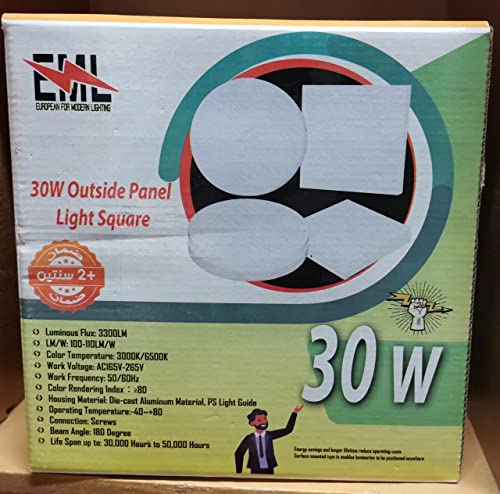 EML
EUROPEAN FOR MODERN LIGHTING
30W Outside Panel
Light Square
ضمان
+2 سنتين
ضمان
Luminous Flux: 3300LM
LM/W: 100-110LM/W
Color Temperature: 3000K/6500K
Work Voltage: AC165V-265V
Work Frequency: 50/60Hz
Color Rendering Index : ≥80
Housing Material: Die-cast Aluminum Material, PS Light Guide
Operating Temperature:-40~+80
Connection: Screws
Beam Angle: 180 Degree
Life Span up to: 30,000 Hours to 50,000 Hours
30 W
Energy savings and longer lifetime reduce operating costs
Surface-mounted type is enables luminaries to be positioned anywhere